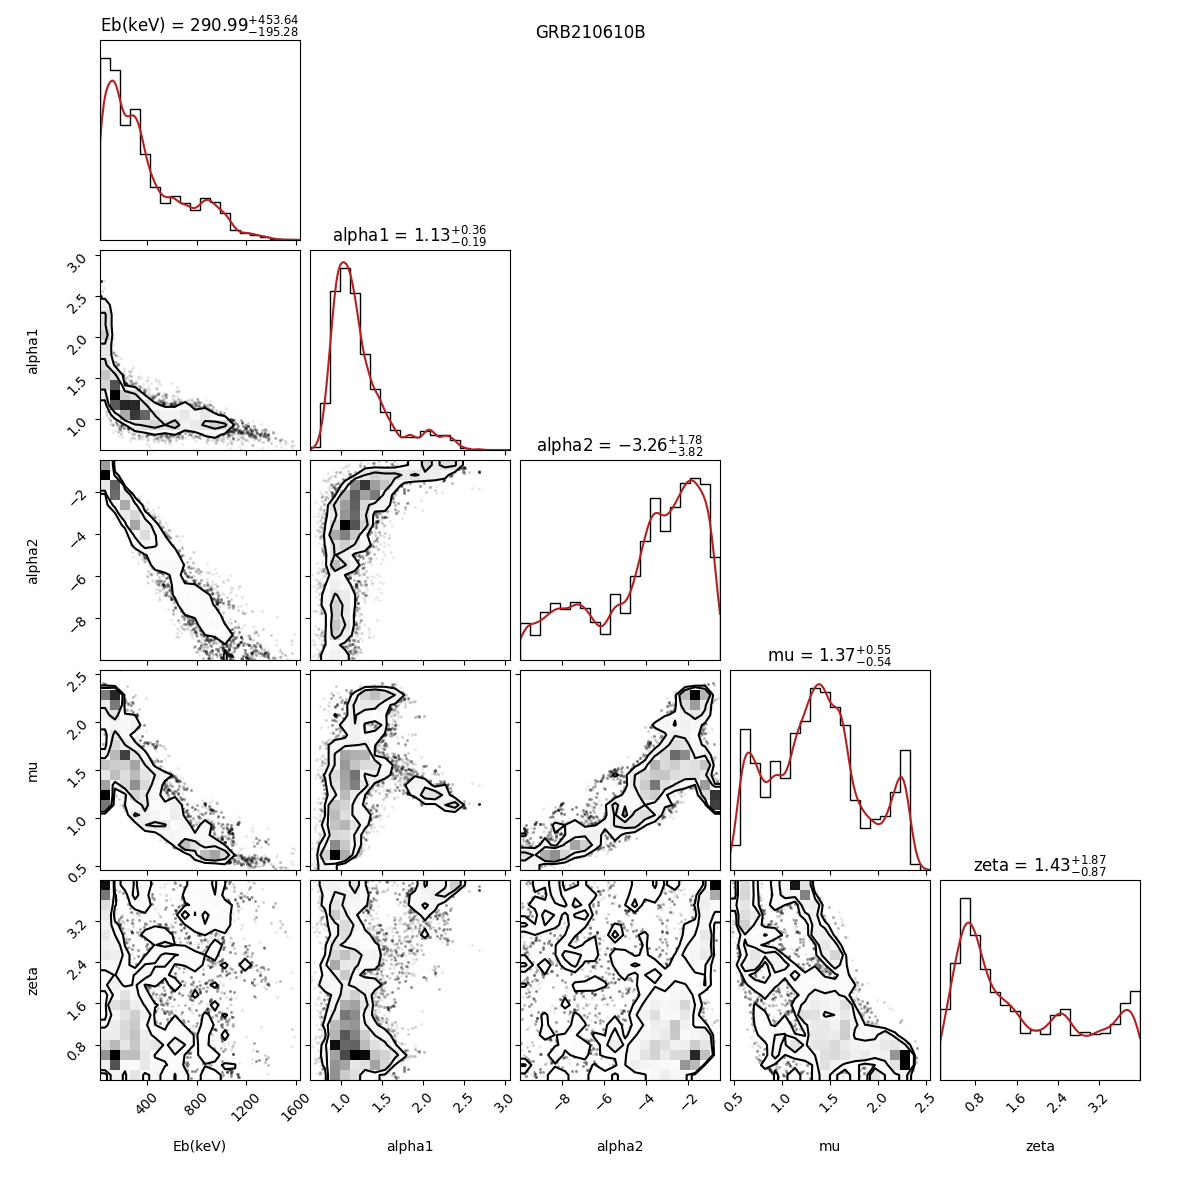 GRB210610B
Eb(keV) = 290.99+453.64−195.28
alpha1 = 1.13+0.36−0.19
3.0
2.5
2.0
1.5
1.0
alpha1
alpha2 = −3.26+1.78−3.82
−2
−4
−6
−8
alpha2
mu = 1.37+0.55−0.54
2.5
2.0
1.5
1.0
0.5
mu
zeta = 1.43+1.87−0.87
3.2
2.4
1.6
0.8
zeta
400 800 1200 1600
1.0 1.5 2.0 2.5 3.0
−8 −6 −4 −2
0.5 1.0 1.5 2.0 2.5
0.8 1.6 2.4 3.2
Eb(keV) alpha1 alpha2 mu zeta